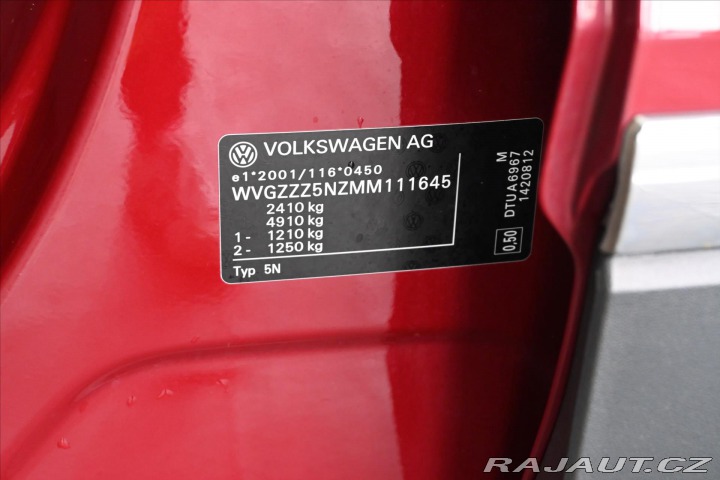 VOLKSWAGEN AG
e1*2001/116*0450
WVGZZZ5NZMM111645
2410 kg
4910 kg
1- 1210 kg
2- 1250 kg
Typ 5N
0,50
DTUA6967 M
1420812
RAJAUT.CZ